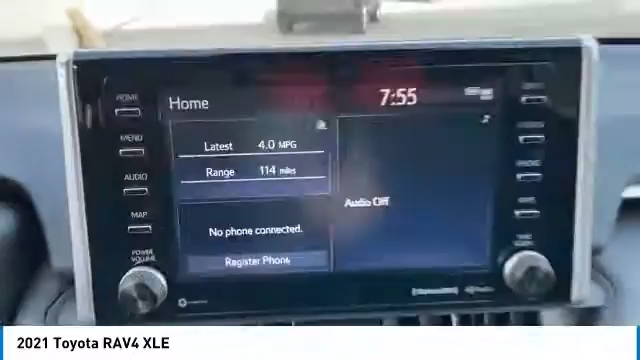 HOME
MENU
AUDIO
MAP
POWER
VOLUME
Home
7:55
Latest 4.0 MPG
Range 114 miles
No phone connected.
Register Phone
Audio Off
PHONE
2021 Toyota RAV4 XLE